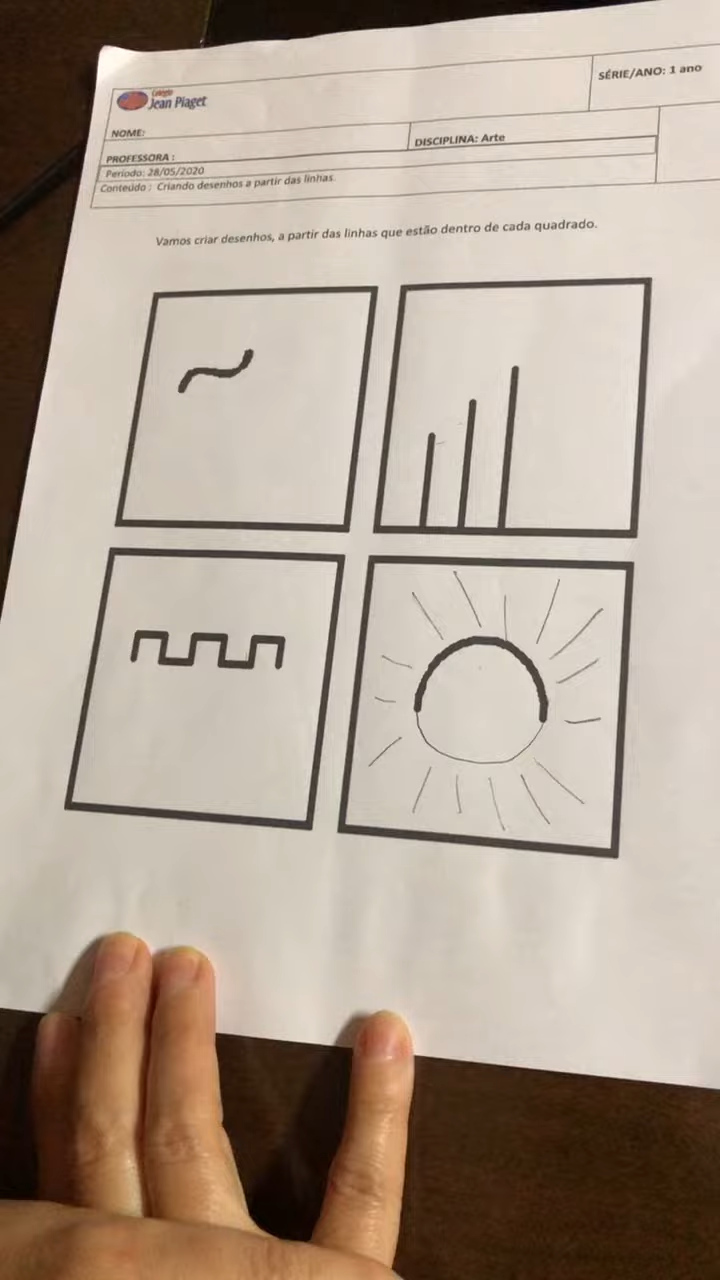 Colégio
Jean Piaget
SÉRIE/ANO: 1 ano
NOME:
DISCIPLINA: Arte
PROFESSORA :
Período: 28/05/2020
Conteúdo : Criando desenhos a partir das linhas
Vamos criar desenhos, a partir das linhas que estão dentro de cada quadrado.